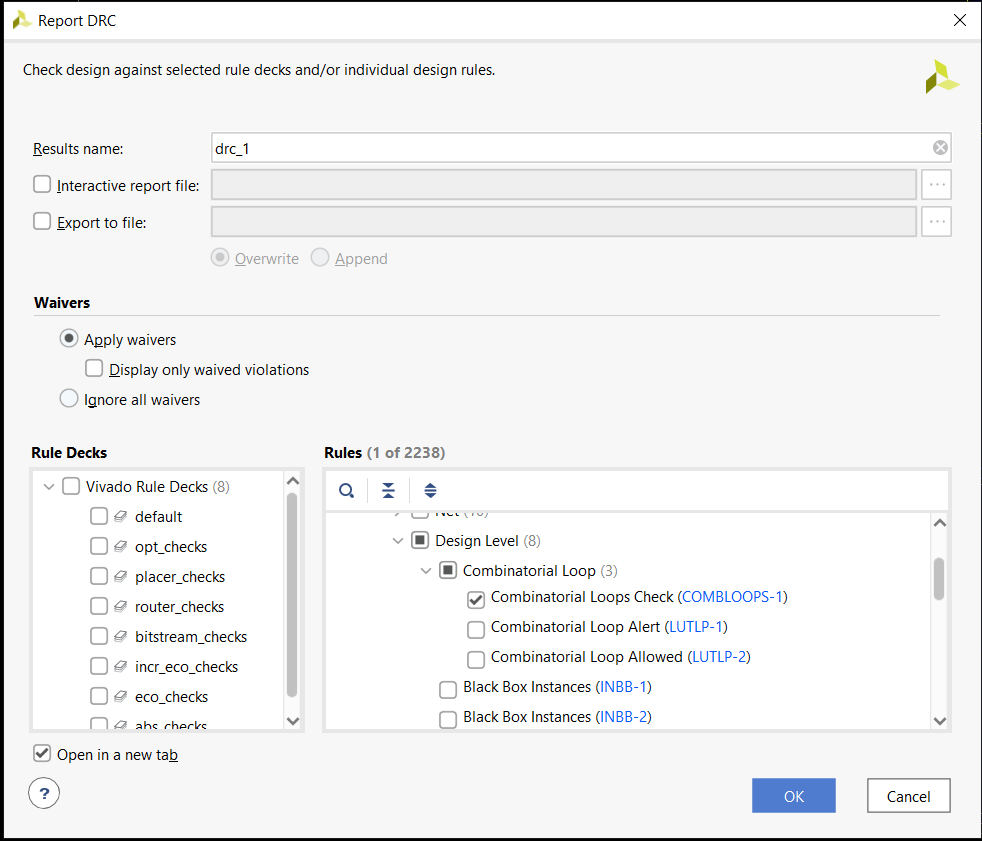 Report DRC
Check design against selected rule decks and/or individual design rules.
Results name: drc_1
Interactive report file: ...
Export to file: ...
Overwrite Append
Waivers
Apply waivers
Display only waived violations
Ignore all waivers
Rule Decks
Vivado Rule Decks (8)
default
opt_checks
placer_checks
router_checks
bitstream_checks
incr_eco_checks
eco_checks
abs_checks
Rules (1 of 2238)
Design Level (8)
Combinatorial Loop (3)
Combinatorial Loops Check (COMBLOOPS-1)
Combinatorial Loop Alert (LUTLP-1)
Combinatorial Loop Allowed (LUTLP-2)
Black Box Instances (INBB-1)
Black Box Instances (INBB-2)
Open in a new tab
?
OK Cancel